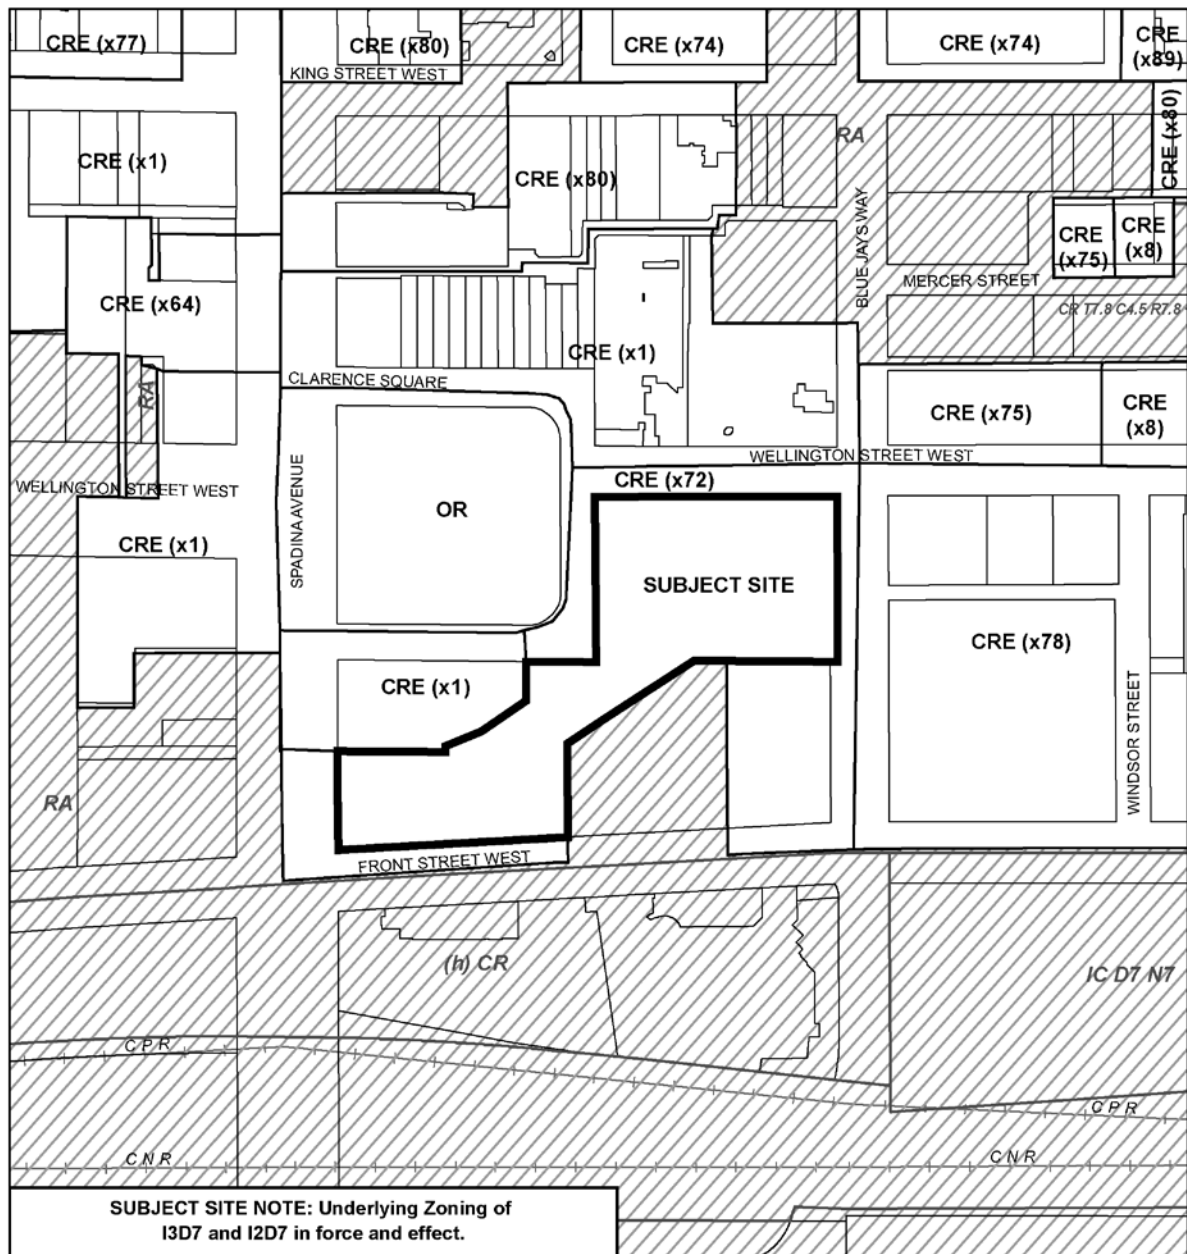 CRE (x77)
CRE (x80)
CRE (x74)
CRE (x74)
CRE
(x89)
KING STREET WEST
CRE (x80)
RA
CRE (x1)
CRE (x80)
BLUE JAYS WAY
CRE
(x75)
CRE
(x8)
MERCER STREET
CRE (x64)
CR T7.8 C4.5 R7.8
CRE (x1)
CLARENCE SQUARE
RA
CRE (x75)
CRE
(x8)
WELLINGTON STREET WEST
CRE (x72)
WELLINGTON STREET WEST
SPADINA AVENUE
OR
CRE (x1)
SUBJECT SITE
CRE (x78)
CRE (x1)
WINDSOR STREET
RA
FRONT STREET WEST
(h) CR
IC D7 N7
CPR
CPR
CNR
CNR
SUBJECT SITE NOTE: Underlying Zoning of
I3D7 and I2D7 in force and effect.